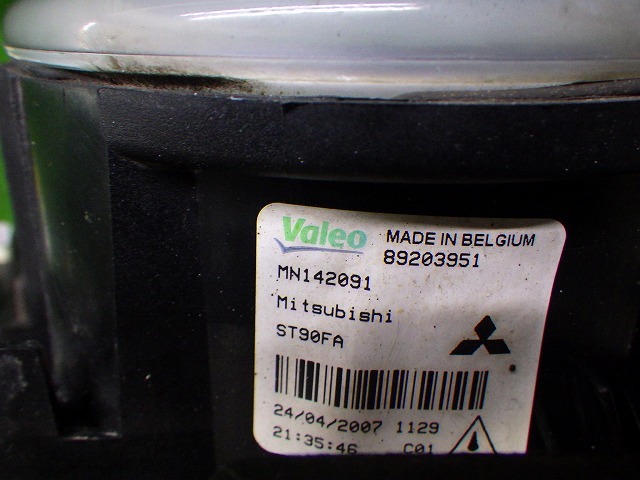 Valeo MADE IN BELGIUM
89203951
MN142091
Mitsubishi
ST90FA
24/04/2007 1129
21:35:46 C01